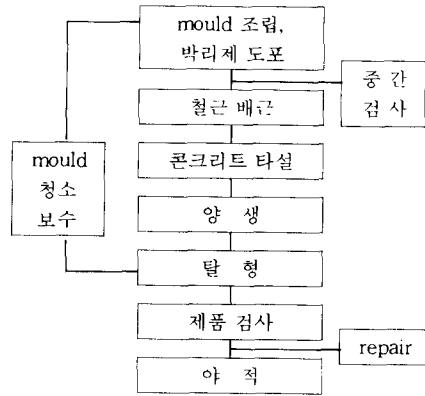 mould 조립,
박리제 도포
중 간
검 사
철근 배근
mould
청소
보수
콘크리트 타설
양 생
탈 형
제품 검사
repair
야 적